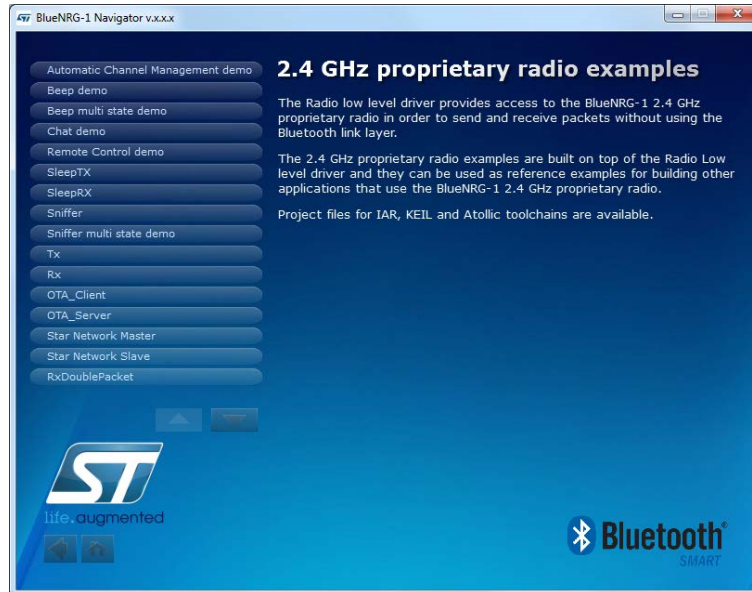 BlueNRG-1 Navigator v.x.x.x
Automatic Channel Management demo
Beep demo
Beep multi state demo
Chat demo
Remote Control demo
SleepTX
SleepRX
Sniffer
Sniffer multi state demo
Tx
Rx
OTA_Client
OTA_Server
Star Network Master
Star Network Slave
RxDoublePacket
2.4 GHz proprietary radio examples
The Radio low level driver provides access to the BlueNRG-1 2.4 GHz
proprietary radio in order to send and receive packets without using the
Bluetooth link layer.
The 2.4 GHz proprietary radio examples are built on top of the Radio Low
level driver and they can be used as reference examples for building other
applications that use the BlueNRG-1 2.4 GHz proprietary radio.
Project files for IAR, KEIL and Atollic toolchains are available.
ST
life.augmented
Bluetooth®
SMART